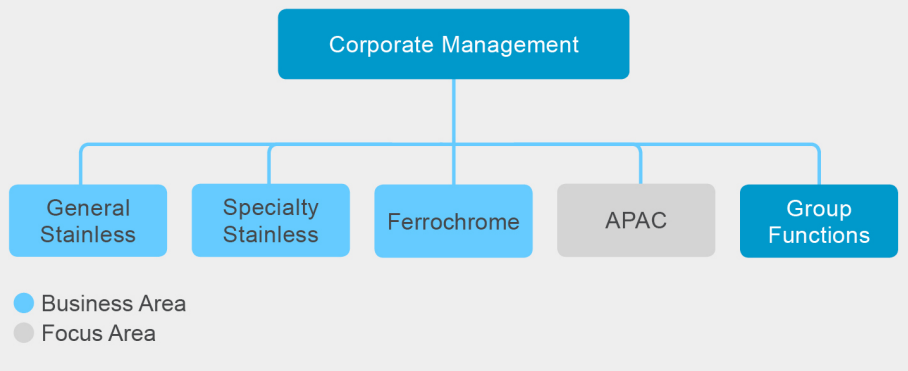 Corporate Management
General
Stainless
Specialty
Stainless
Ferrochrome
APAC
Group
Functions
Business Area
Focus Area